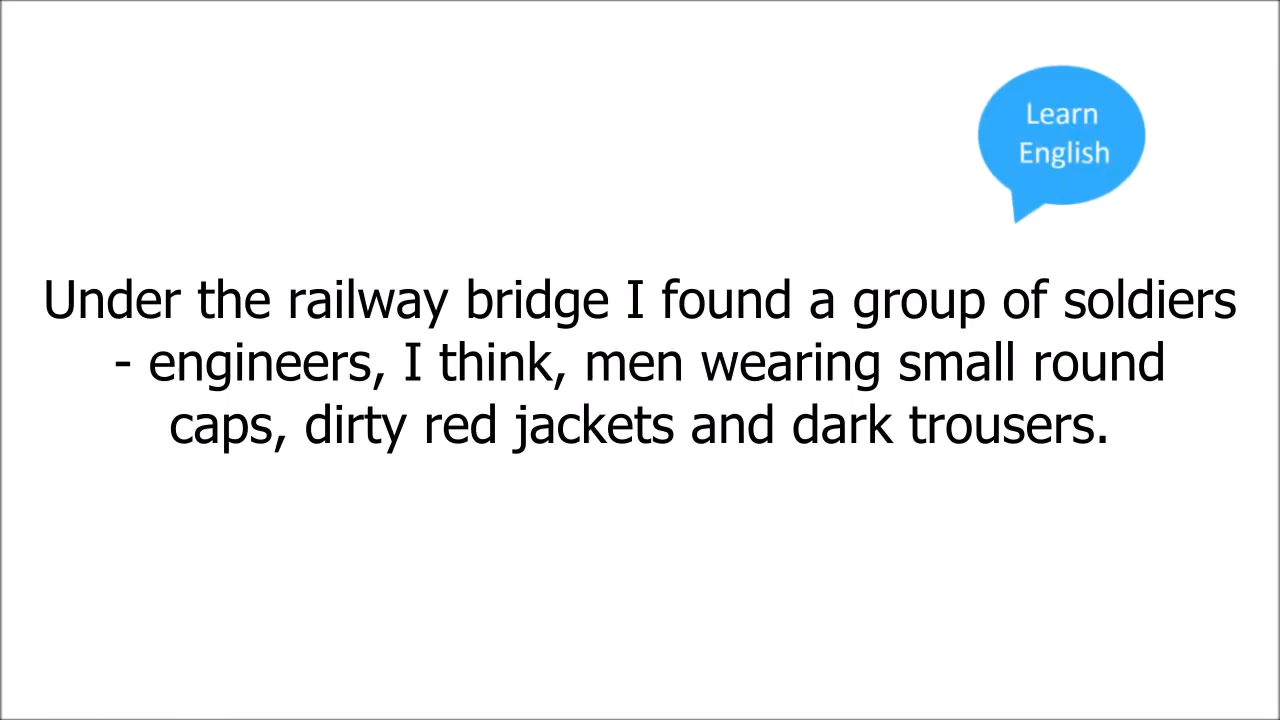 Learn
English
Under the railway bridge I found a group of soldiers
- engineers, I think, men wearing small round
caps, dirty red jackets and dark trousers.